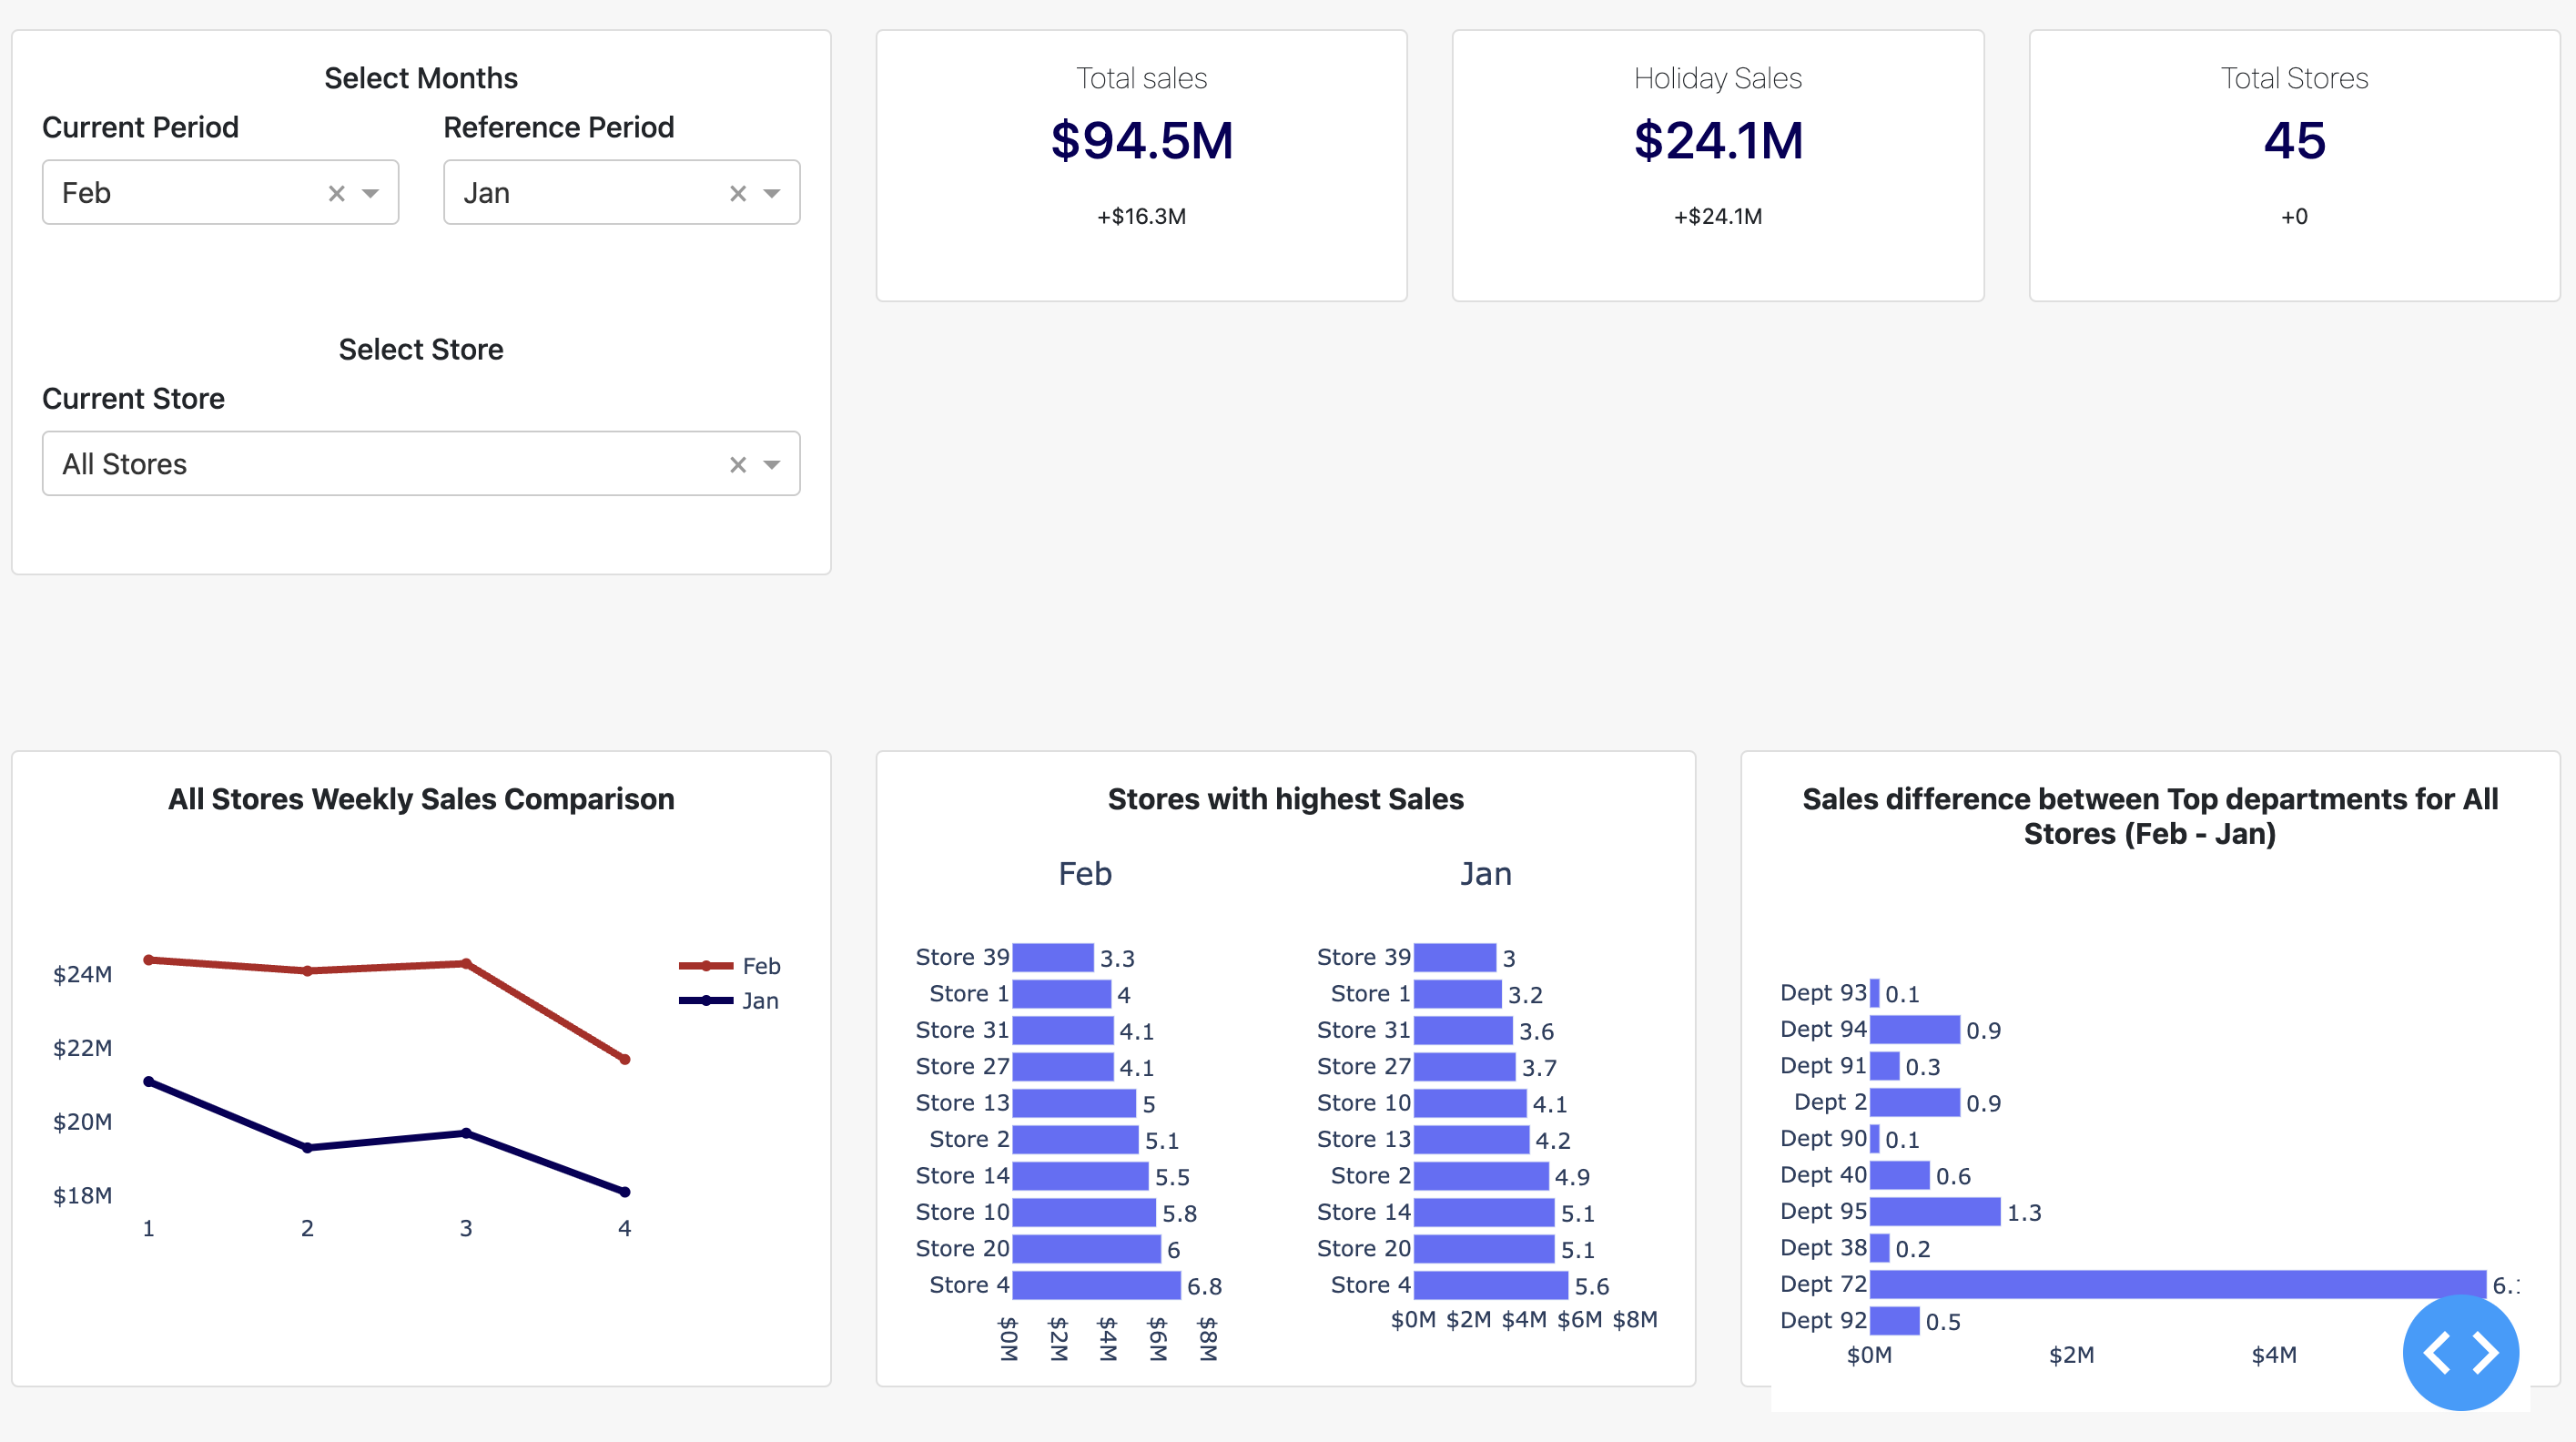 Select Months
Current Period
Reference Period
Feb
Jan
Select Store
Current Store
All Stores
Total sales
$94.5M
+$16.3M
Holiday Sales
$24.1M
+$24.1M
Total Stores
45
+0
All Stores Weekly Sales Comparison
$24M
$22M
$20M
$18M
1 2 3 4
Feb
Jan
Stores with highest Sales
Feb
Store 39 3.3
Store 1 4
Store 31 4.1
Store 27 4.1
Store 13 5
Store 2 5.1
Store 14 5.5
Store 10 5.8
Store 20 6
Store 4 6.8
$0M $2M $4M $6M $8M
Jan
Store 39 3
Store 1 3.2
Store 31 3.6
Store 27 3.7
Store 10 4.1
Store 13 4.2
Store 2 4.9
Store 14 5.1
Store 20 5.1
Store 4 5.6
$0M $2M $4M $6M $8M
Sales difference between Top departments for All
Stores (Feb - Jan)
Dept 93 0.1
Dept 94 0.9
Dept 91 0.3
Dept 2 0.9
Dept 90 0.1
Dept 40 0.6
Dept 95 1.3
Dept 38 0.2
Dept 72
Dept 92 0.5
$0M $2M $4M